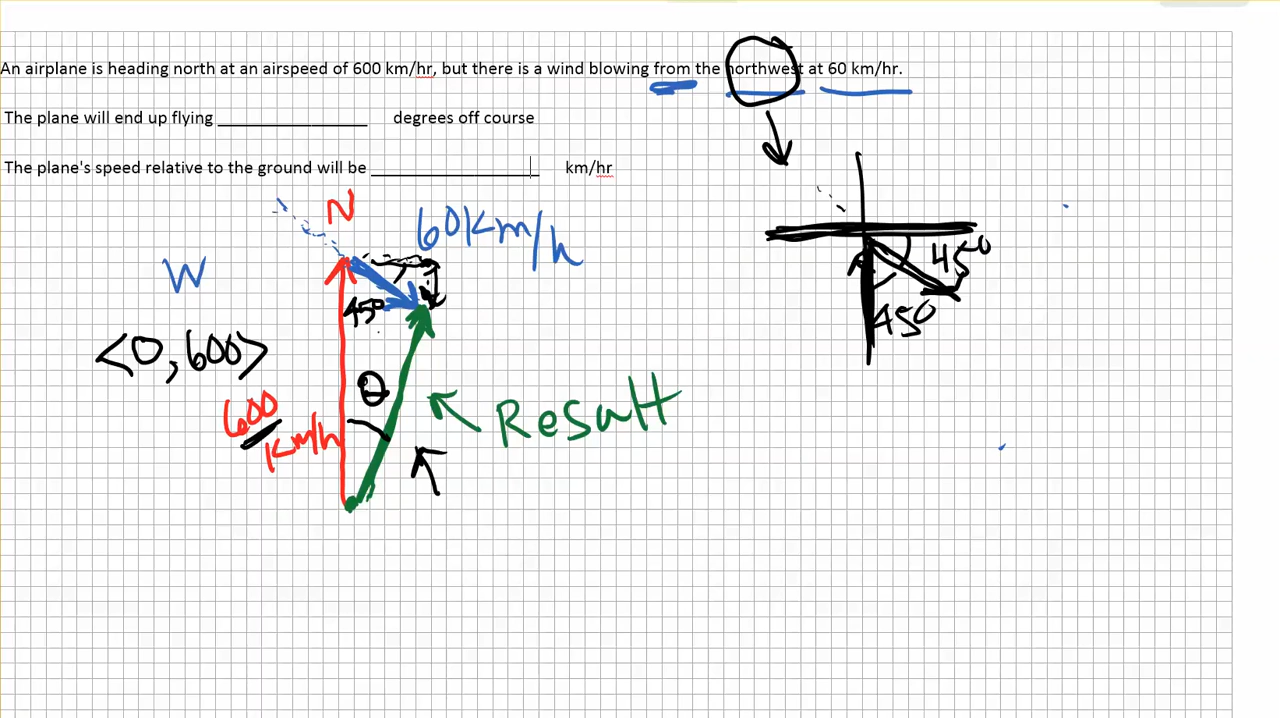 An airplane is heading north at an airspeed of 600 km/hr, but there is a wind blowing from the northwest at 60 km/hr.
The plane will end up flying ____________________ degrees off course
The plane's speed relative to the ground will be ______________________ km/hr
N
60km/h
W
45°
45°
45°
<0,600>
θ
600
km/h
Result